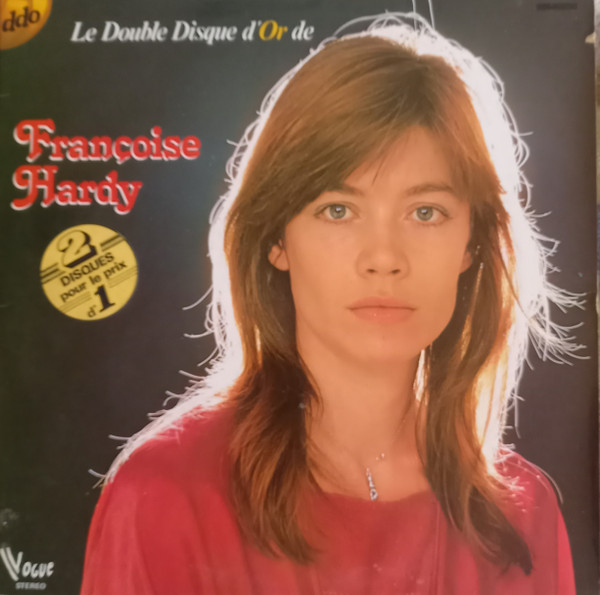 ddo
Le Double Disque d'Or de
Françoise
Hardy
2
DISQUES
pour le prix
d'1
VOGUE
STEREO